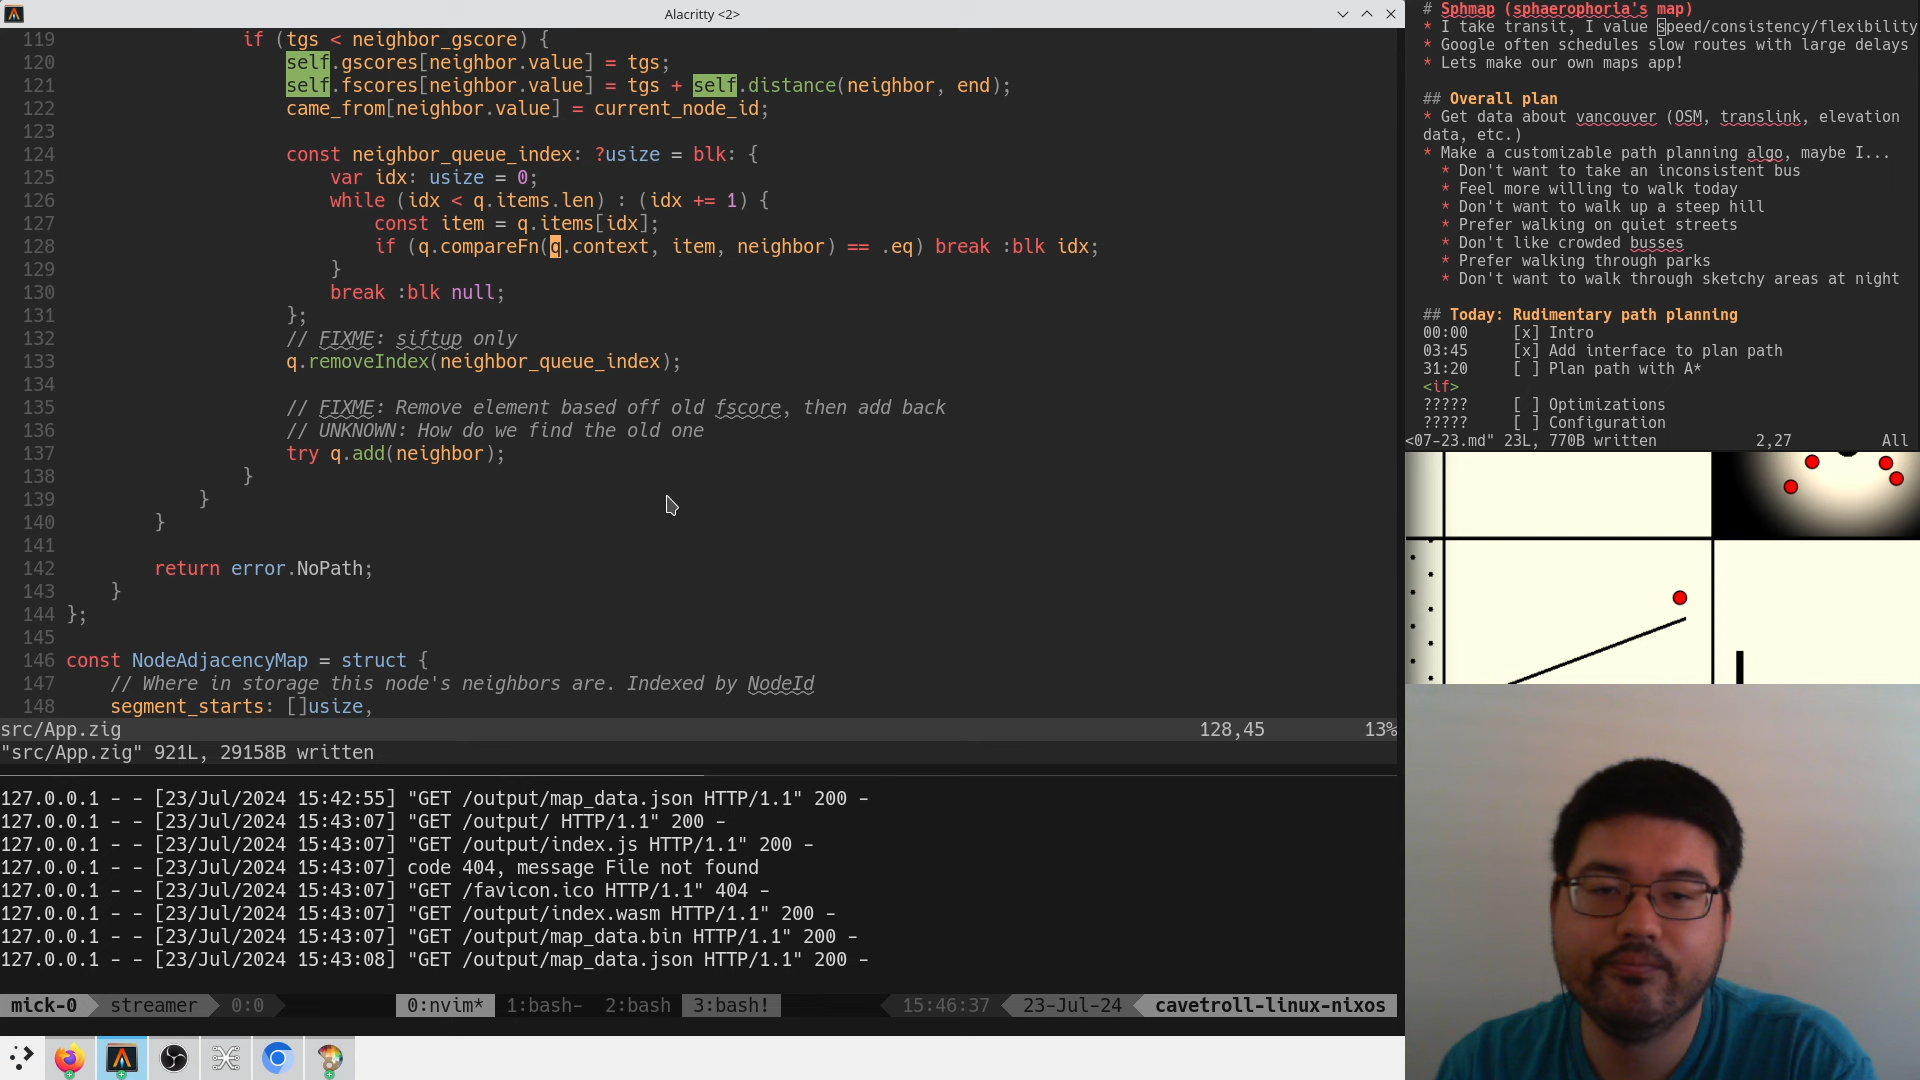 Alacritty <2>
119 if (tgs < neighbor_gscore) {
120 self.gscores[neighbor.value] = tgs;
121 self.fscores[neighbor.value] = tgs + self.distance(neighbor, end);
122 came_from[neighbor.value] = current_node_id;
123
124 const neighbor_queue_index: ?usize = blk: {
125 var idx: usize = 0;
126 while (idx < q.items.len) : (idx += 1) {
127 const item = q.items[idx];
128 if (q.compareFn(q.context, item, neighbor) == .eq) break :blk idx;
129 }
130 break :blk null;
131 };
132 // FIXME: siftup only
133 q.removeIndex(neighbor_queue_index);
134
135 // FIXME: Remove element based off old fscore, then add back
136 // UNKNOWN: How do we find the old one
137 try q.add(neighbor);
138 }
139 }
140 }
141
142 return error.NoPath;
143 }
144 };
145
146 const NodeAdjacencyMap = struct {
147 // Where in storage this node's neighbors are. Indexed by NodeId
148 segment_starts: []usize,
src/App.zig 128,45 13%
"src/App.zig" 921L, 29158B written
127.0.0.1 - - [23/Jul/2024 15:42:55] "GET /output/map_data.json HTTP/1.1" 200 -
127.0.0.1 - - [23/Jul/2024 15:43:07] "GET /output/ HTTP/1.1" 200 -
127.0.0.1 - - [23/Jul/2024 15:43:07] "GET /output/index.js HTTP/1.1" 200 -
127.0.0.1 - - [23/Jul/2024 15:43:07] code 404, message File not found
127.0.0.1 - - [23/Jul/2024 15:43:07] "GET /favicon.ico HTTP/1.1" 404 -
127.0.0.1 - - [23/Jul/2024 15:43:07] "GET /output/index.wasm HTTP/1.1" 200 -
127.0.0.1 - - [23/Jul/2024 15:43:07] "GET /output/map_data.bin HTTP/1.1" 200 -
127.0.0.1 - - [23/Jul/2024 15:43:08] "GET /output/map_data.json HTTP/1.1" 200 -
mick-0 streamer 0:0 0:nvim* 1:bash- 2:bash 3:bash! 15:46:37 23-Jul-24 cavetroll-linux-nixos
# Sphmap (sphaerophoria's map)
* I take transit, I value speed/consistency/flexibility
* Google often schedules slow routes with large delays
* Lets make our own maps app!
## Overall plan
* Get data about vancouver (OSM, translink, elevation
data, etc.)
* Make a customizable path planning algo, maybe I...
* Don't want to take an inconsistent bus
* Feel more willing to walk today
* Don't want to walk up a steep hill
* Prefer walking on quiet streets
* Don't like crowded busses
* Prefer walking through parks
* Don't want to walk through sketchy areas at night
## Today: Rudimentary path planning
00:00 [x] Intro
03:45 [x] Add interface to plan path
31:20 [ ] Plan path with A*
<if>
????? [ ] Optimizations
????? [ ] Configuration
<07-23.md" 23L, 770B written 2,27 All